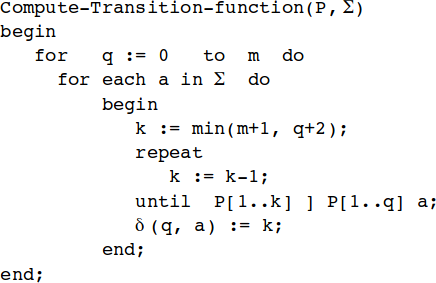 Compute-Transition-function(P,Σ)
begin
for q := 0 to m do
for each a in Σ do
begin
k := min(m+1, q+2);
repeat
k := k-1;
until P[1..k] ] P[1..q] a;
δ(q, a) := k;
end;
end;